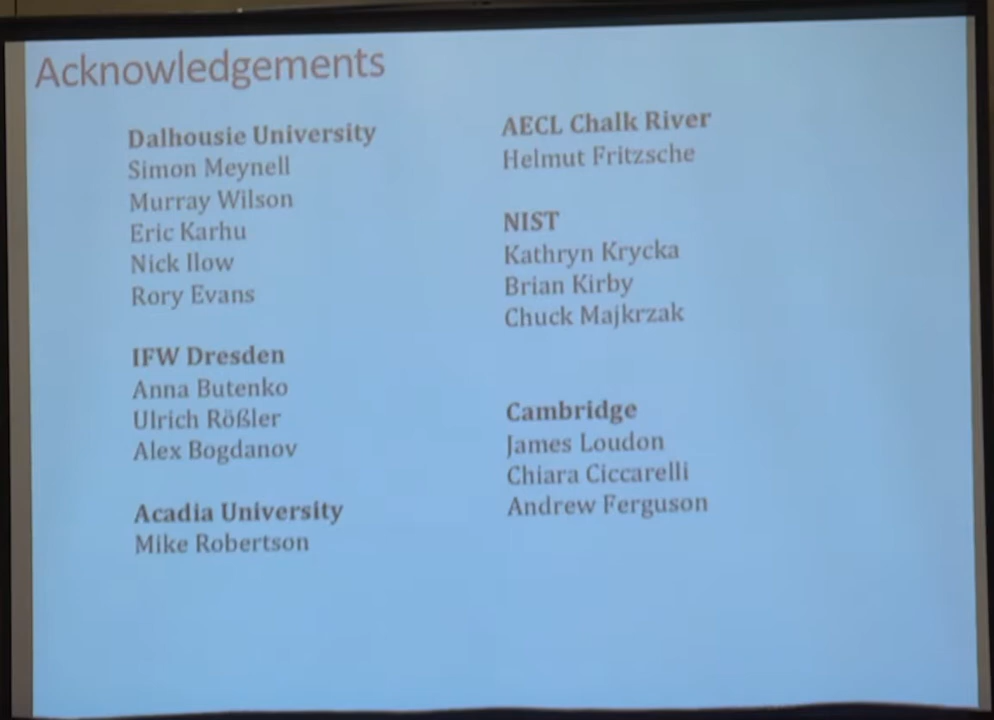 Acknowledgements
Dalhousie University
Simon Meynell
Murray Wilson
Eric Karhu
Nick Ilow
Rory Evans
IFW Dresden
Anna Butenko
Ulrich Rößler
Alex Bogdanov
Acadia University
Mike Robertson
AECL Chalk River
Helmut Fritzsche
NIST
Kathryn Krycka
Brian Kirby
Chuck Majkrzak
Cambridge
James Loudon
Chiara Ciccarelli
Andrew Ferguson